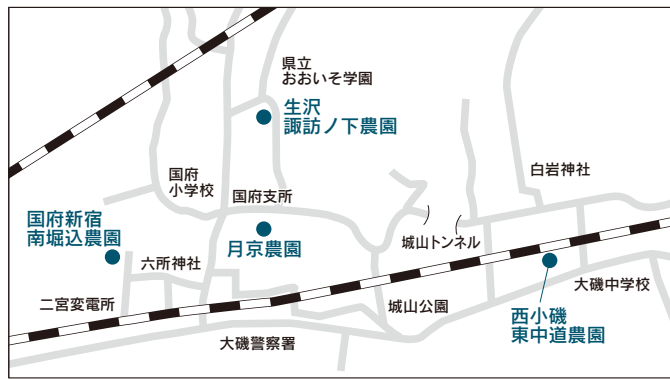 県立
おおいそ学園
生沢
諏訪ノ下農園
国府
小学校
国府支所
白岩神社
国府新宿
南堀込農園
六所神社
月京農園
城山トンネル
二宮変電所
城山公園
大磯中学校
西小磯
東中道農園
大磯警察署